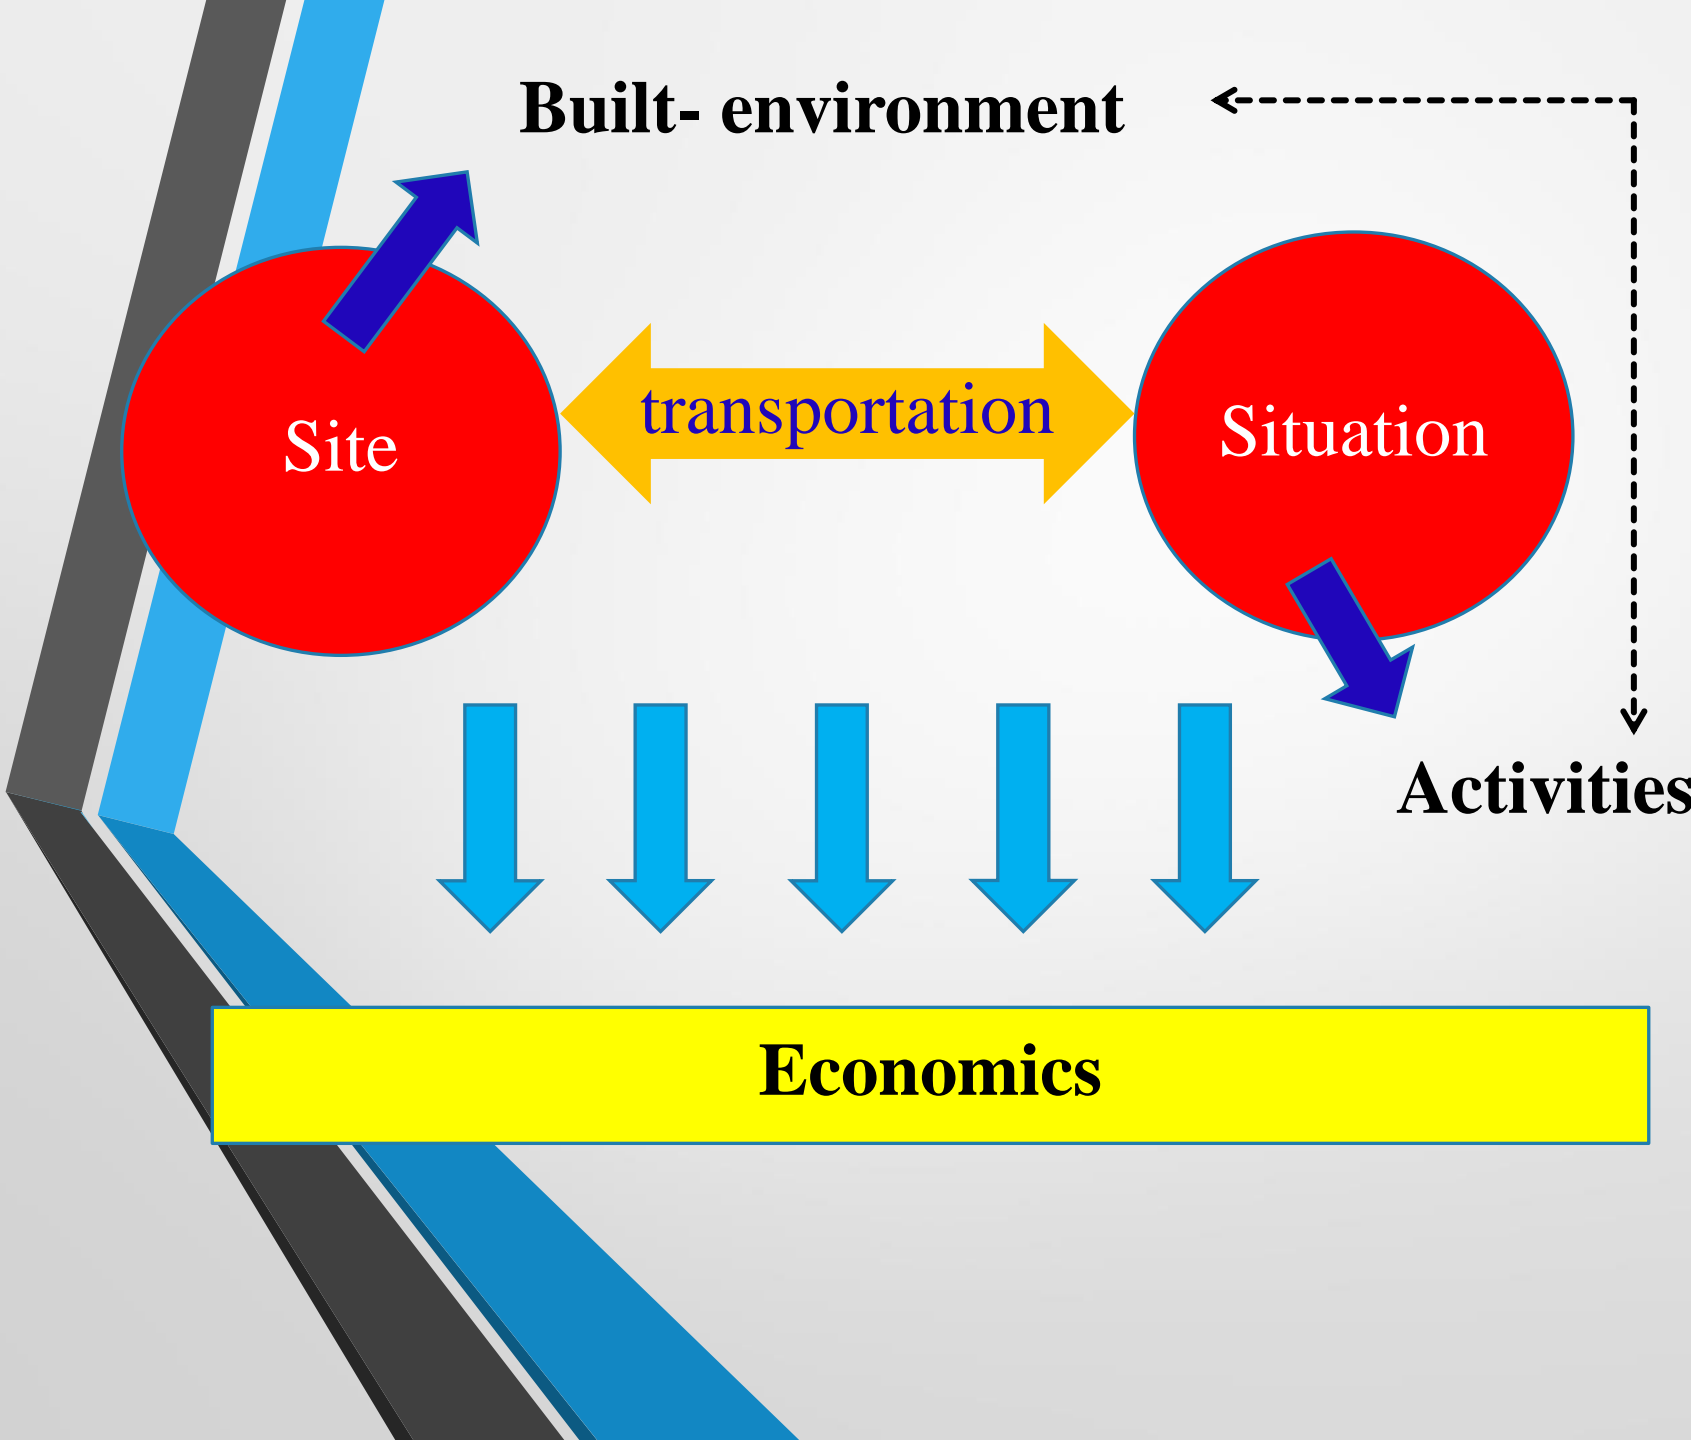 Built- environment
Site
transportation
Situation
Activities
Economics